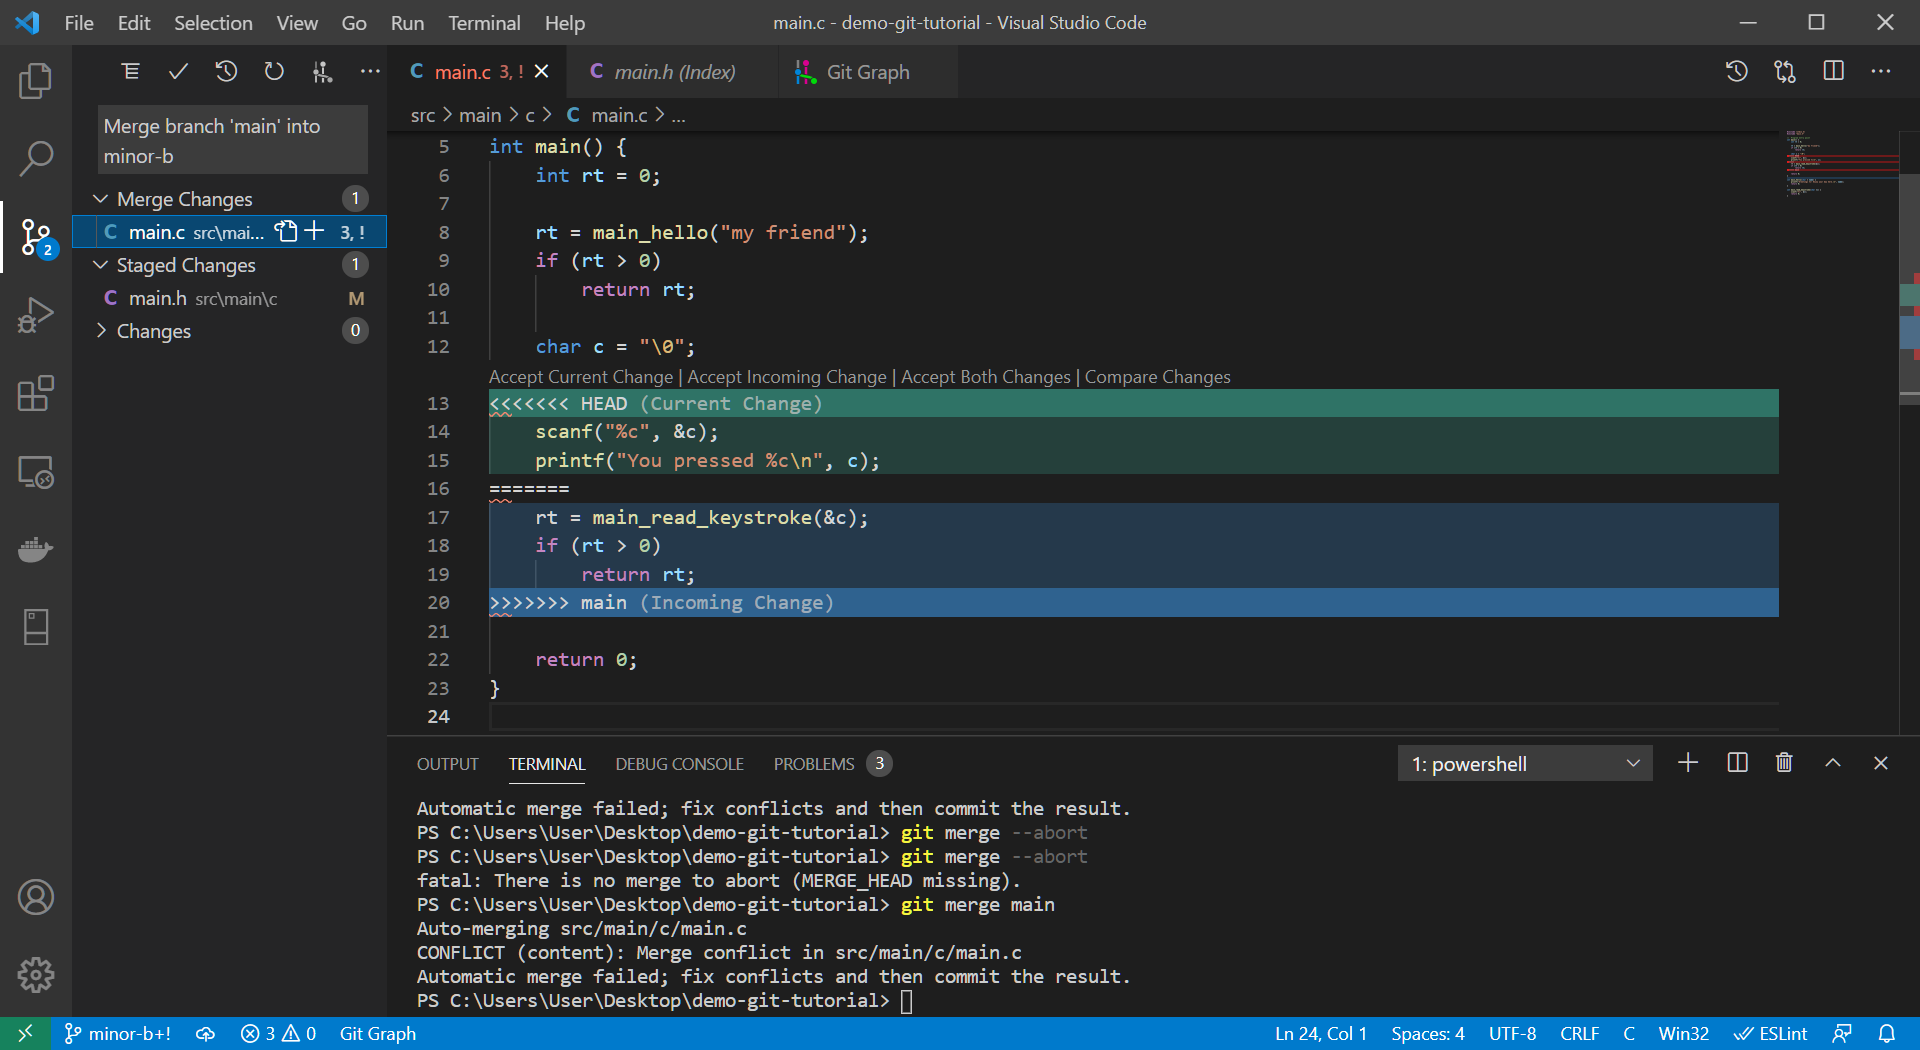 File Edit Selection View Go Run Terminal Help main.c - demo-git-tutorial - Visual Studio Code
Merge branch 'main' into
minor-b
Merge Changes 1
C main.c src\mai... 3, !
Staged Changes 1
C main.h src\main\c M
Changes 0
2
C main.c 3, ! C main.h (Index) Git Graph
src > main > c > C main.c > ...
5 int main() {
6 int rt = 0;
7
8 rt = main_hello("my friend");
9 if (rt > 0)
10 return rt;
11
12 char c = "\0";
Accept Current Change | Accept Incoming Change | Accept Both Changes | Compare Changes
13 <<<<<<< HEAD (Current Change)
14 scanf("%c", &c);
15 printf("You pressed %c\n", c);
16 =======
17 rt = main_read_keystroke(&c);
18 if (rt > 0)
19 return rt;
20 >>>>>>> main (Incoming Change)
21
22 return 0;
23 }
24
OUTPUT TERMINAL DEBUG CONSOLE PROBLEMS 3 1: powershell
Automatic merge failed; fix conflicts and then commit the result.
PS C:\Users\User\Desktop\demo-git-tutorial> git merge --abort
PS C:\Users\User\Desktop\demo-git-tutorial> git merge --abort
fatal: There is no merge to abort (MERGE_HEAD missing).
PS C:\Users\User\Desktop\demo-git-tutorial> git merge main
Auto-merging src/main/c/main.c
CONFLICT (content): Merge conflict in src/main/c/main.c
Automatic merge failed; fix conflicts and then commit the result.
PS C:\Users\User\Desktop\demo-git-tutorial>
minor-b+! 3 0 Git Graph Ln 24, Col 1 Spaces: 4 UTF-8 CRLF C Win32 ESLint